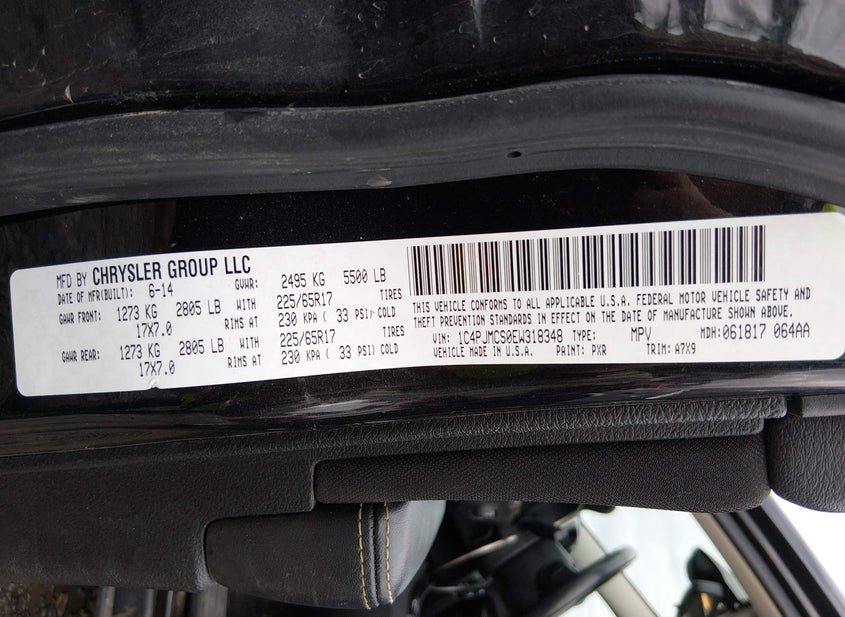 MFD BY CHRYSLER GROUP LLC
DATE OF MFR(BUILT): 6-14 GVWR: 2495 KG 5500 LB
GAWR FRONT: 1273 KG 2805 LB WITH 225/65R17 TIRES
17X7.0 RIMS AT 230 KPA ( 33 PSI) COLD
GAWR REAR: 1273 KG 2805 LB WITH 225/65R17 TIRES
17X7.0 RIMS AT 230 KPA ( 33 PSI) COLD
THIS VEHICLE CONFORMS TO ALL APPLICABLE U.S.A. FEDERAL MOTOR VEHICLE SAFETY AND
THEFT PREVENTION STANDARDS IN EFFECT ON THE DATE OF MANUFACTURE SHOWN ABOVE.
VIN: 1C4PJMCS0EW318348 TYPE: MPV MDH:061817 064AA
VEHICLE MADE IN U.S.A. PAINT: PXR TRIM: A7X9